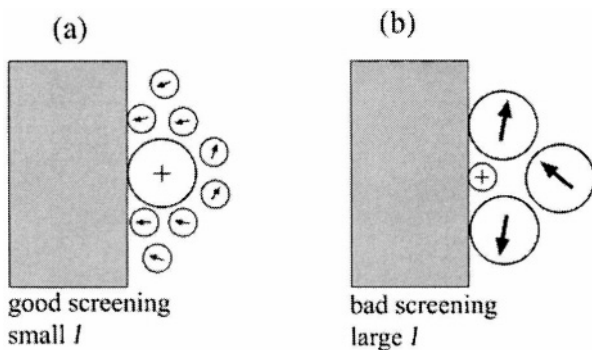 (a)
+
good screening
small l
(b)
+
bad screening
large l